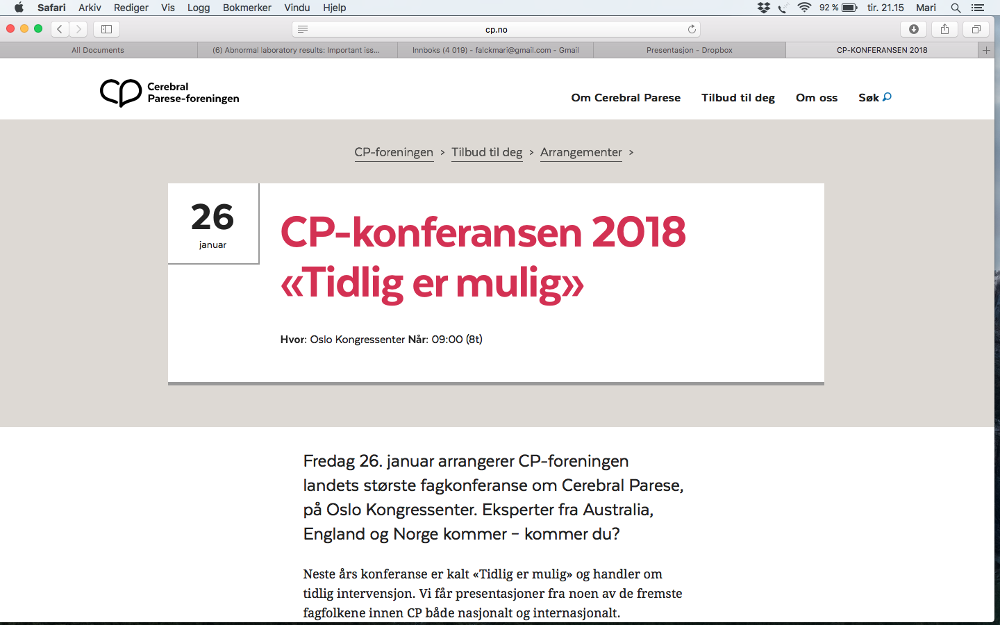 Safari Arkiv Rediger Vis Logg Bokmerker Vindu Hjelp 92 % tir. 21.15 Mari
cp.no
All Documents (6) Abnormal laboratory results: Important iss... Innboks (4 019) - falckmari@gmail.com - Gmail Presentasjon - Dropbox CP-KONFERANSEN 2018
Cerebral
Parese-foreningen
Om Cerebral Parese Tilbud til deg Om oss Søk
CP-foreningen > Tilbud til deg > Arrangementer >
26
januar
CP-konferansen 2018
«Tidlig er mulig»
Hvor: Oslo Kongressenter Når: 09:00 (8t)
Fredag 26. januar arrangerer CP-foreningen
landets største fagkonferanse om Cerebral Parese,
på Oslo Kongressenter. Eksperter fra Australia,
England og Norge kommer – kommer du?
Neste års konferanse er kalt «Tidlig er mulig» og handler om
tidlig intervensjon. Vi får presentasjoner fra noen av de fremste
fagfolkene innen CP både nasjonalt og internasjonalt.